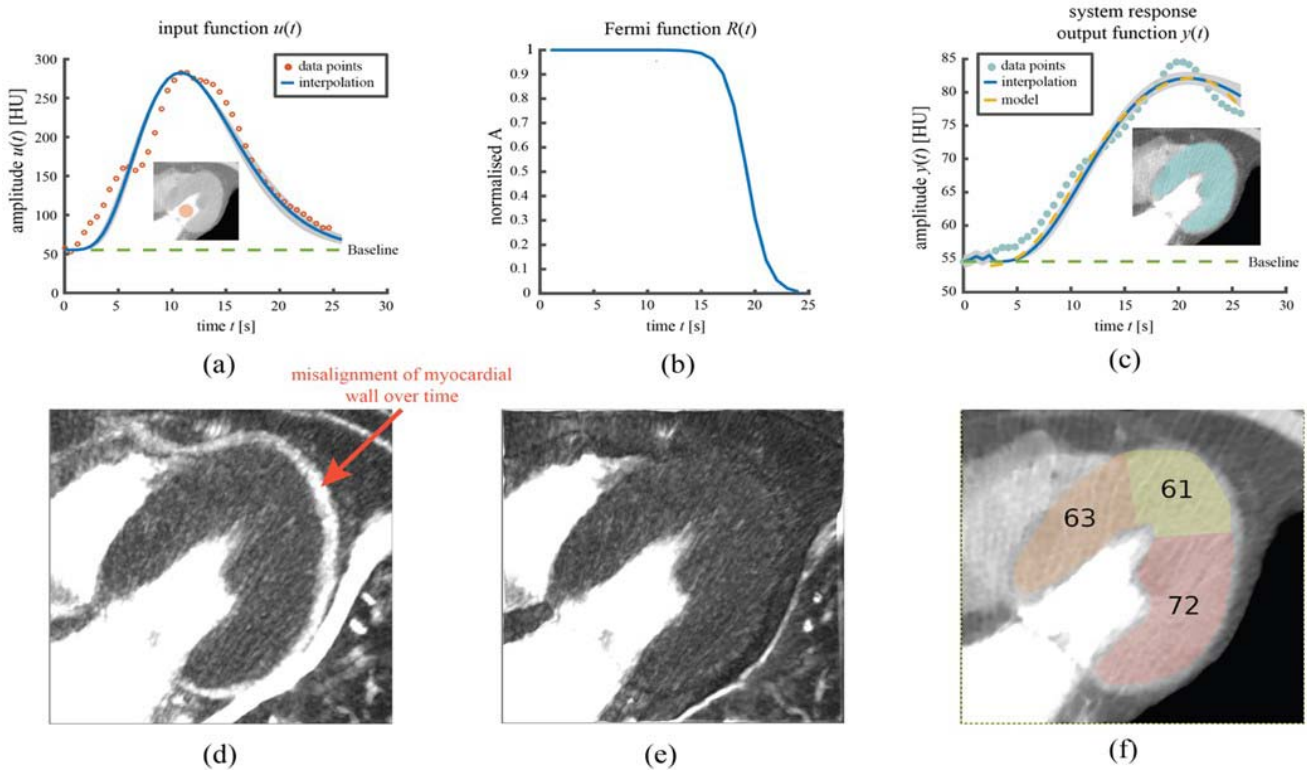 input function u(t)
350
300
250
200
150
100
50
0
amplitude u(t) [HU]
data points
interpolation
Baseline
0 5 10 15 20 25 30
time t [s]
(a)
Fermi function R(t)
1
0.9
0.8
0.7
0.6
0.5
0.4
0.3
0.2
0.1
0
normalised A
0 5 10 15 20 25
time t [s]
(b)
system response
output function y(t)
85
80
75
70
65
60
55
50
amplitude y(t) [HU]
data points
interpolation
model
Baseline
0 5 10 15 20 25 30
time t [s]
(c)
misalignment of myocardial
wall over time
(d)
(e)
61
63
72
(f)